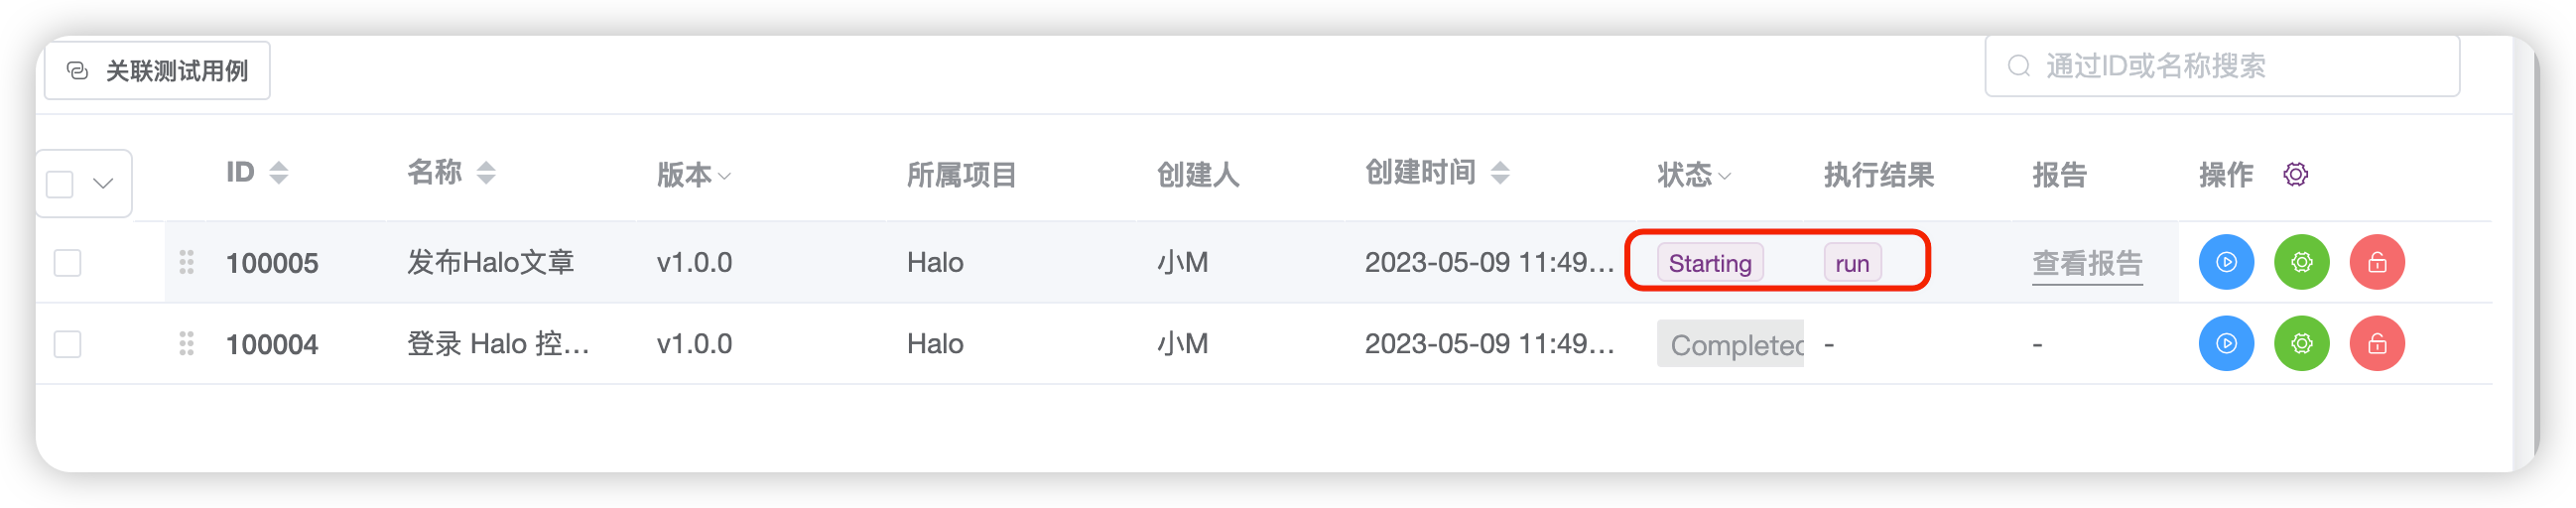 关联测试用例 通过ID或名称搜索
ID 名称 版本 所属项目 创建人 创建时间 状态 执行结果 报告 操作
100005 发布Halo文章 v1.0.0 Halo 小M 2023-05-09 11:49... Starting run 查看报告
100004 登录 Halo 控... v1.0.0 Halo 小M 2023-05-09 11:49... Completed - -